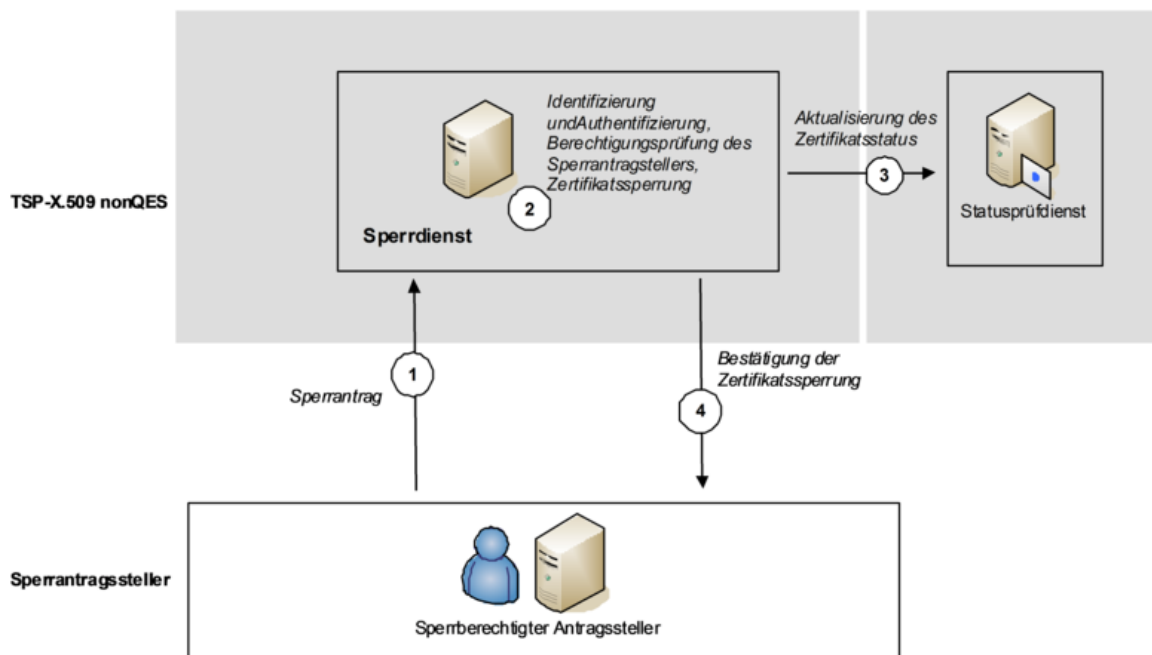 Identifizierung
undAuthentifizierung,
Berechtigungsprüfung des
Sperrantragstellers,
Zertifikatssperrung
2
Sperrdienst
Aktualisierung des
Zertifikatsstatus
3
Statusprüfdienst
TSP-X.509 nonQES
1
Sperrantrag
Bestätigung der
Zertifikatssperrung
4
Sperrantragssteller
Sperrberechtigter Antragssteller